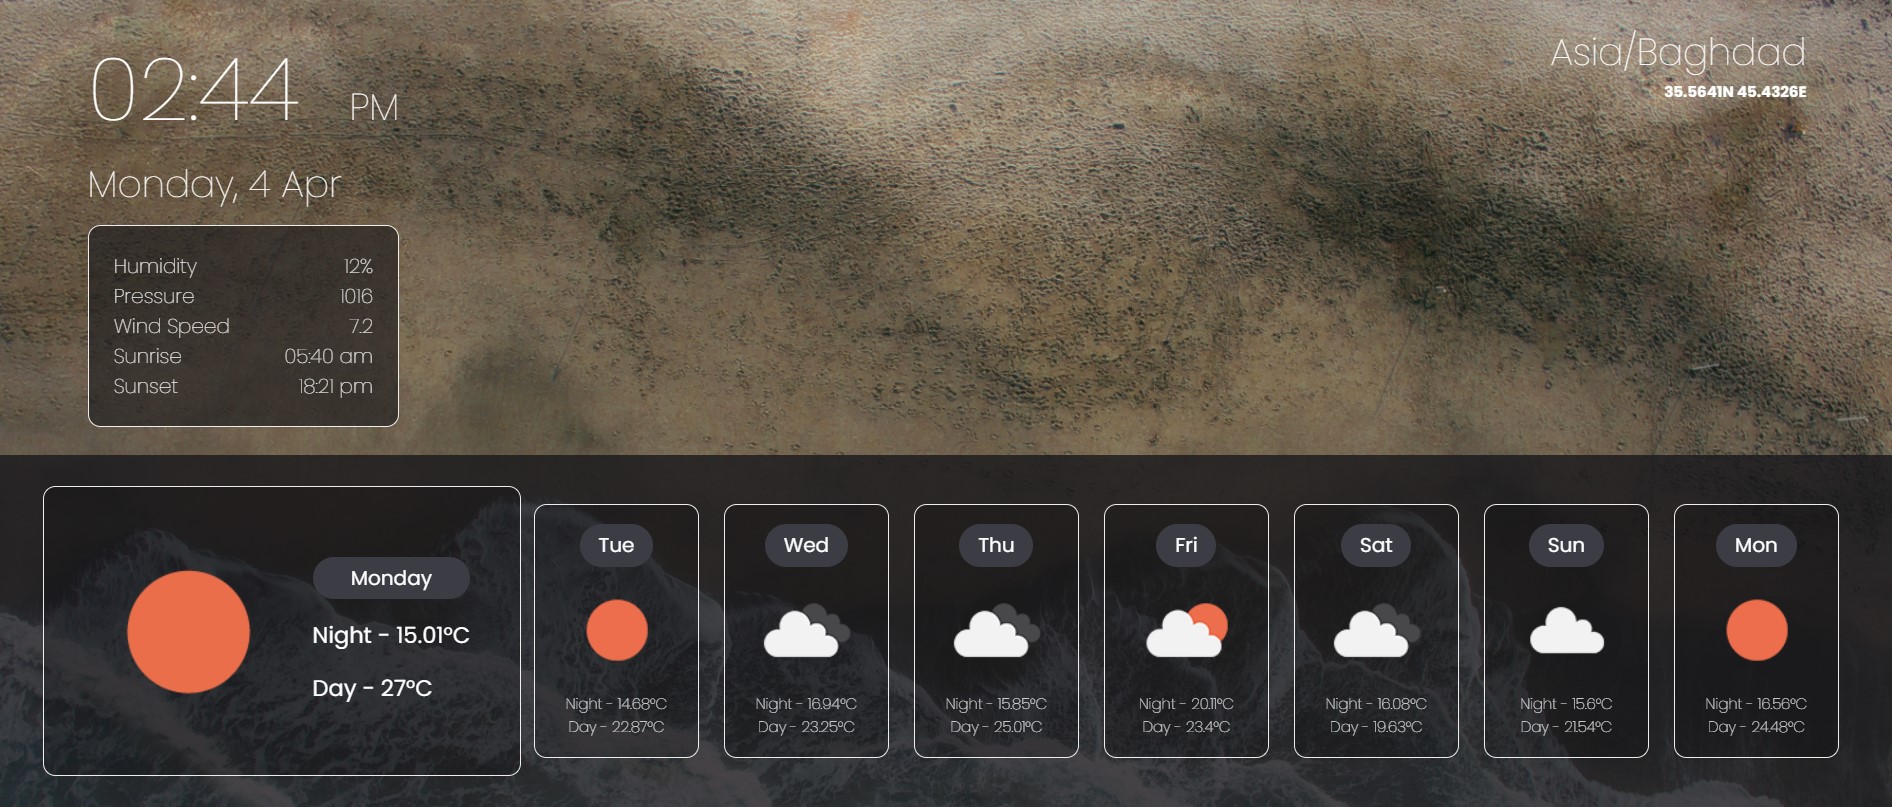 02:44 PM
Monday, 4 Apr
Asia/Baghdad
35.5641N 45.4326E
Humidity 12%
Pressure 1016
Wind Speed 7.2
Sunrise 05:40 am
Sunset 18:21 pm
Monday
Night - 15.01°C
Day - 27°C
Tue
Night - 14.68°C
Day - 22.87°C
Wed
Night - 16.94°C
Day - 23.25°C
Thu
Night - 15.85°C
Day - 25.01°C
Fri
Night - 20.11°C
Day - 23.4°C
Sat
Night - 16.08°C
Day - 19.63°C
Sun
Night - 15.6°C
Day - 21.54°C
Mon
Night - 16.56°C
Day - 24.48°C